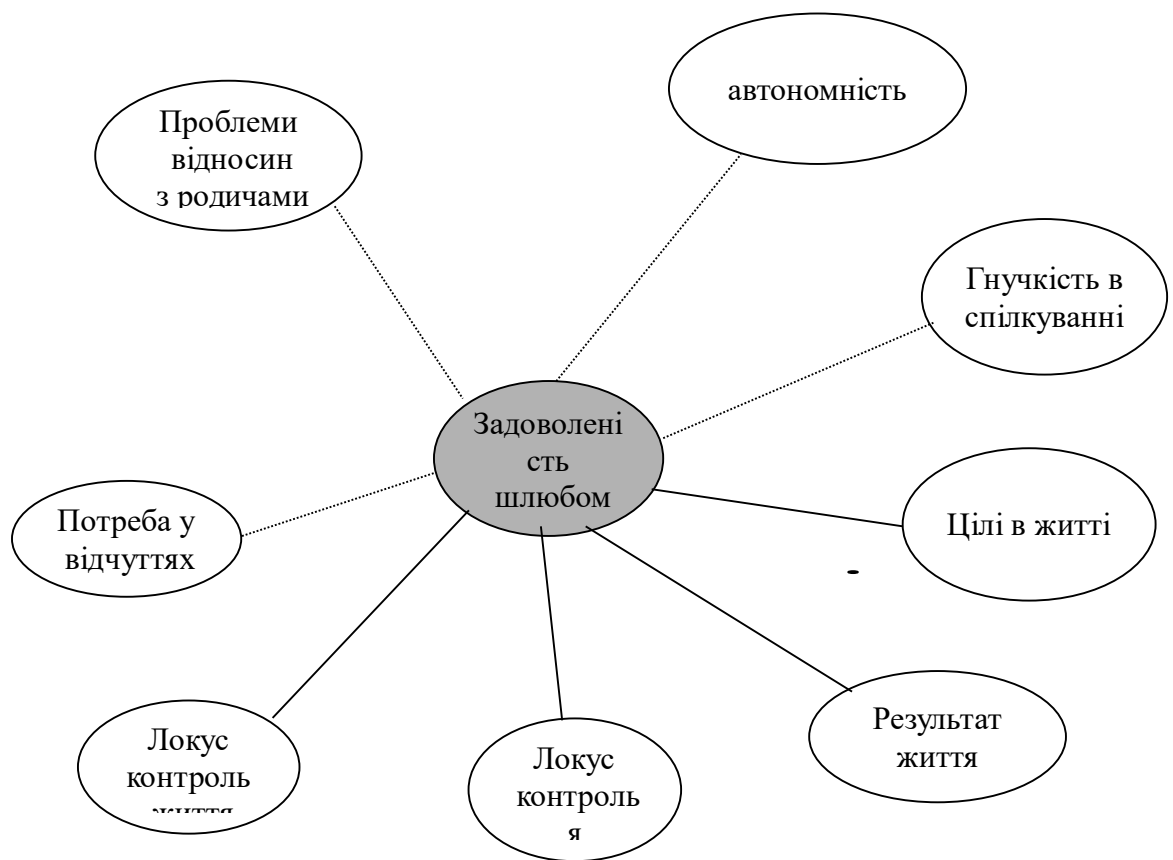 автономність
Проблеми
відносин
з родичами
Гнучкість в
спілкуванні
Задоволені
сть
шлюбом
Цілі в житті
Потреба у
відчуттях
Результат
життя
Локус
контроль
життя
Локус
контроль
я